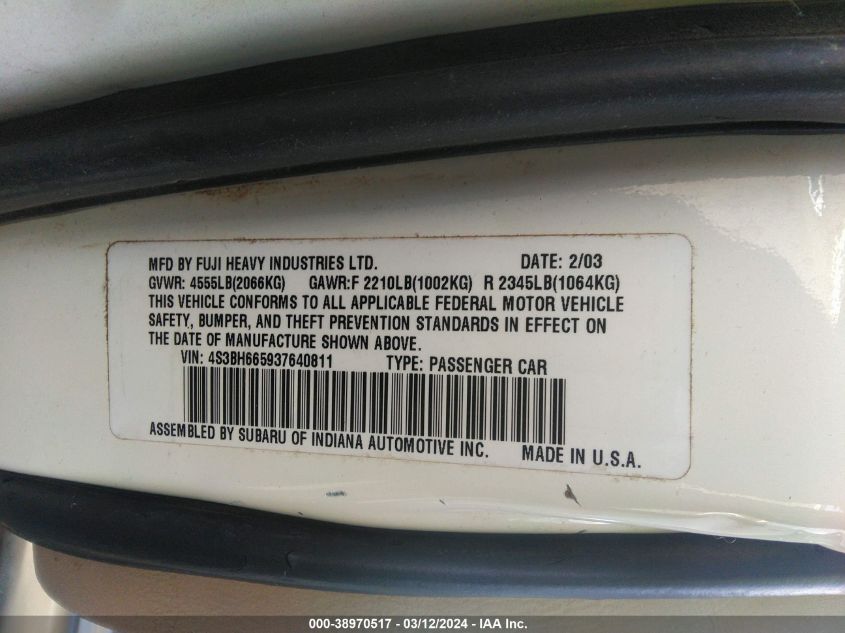 MFD BY FUJI HEAVY INDUSTRIES LTD. DATE: 2/03
GVWR: 4555LB(2066KG) GAWR:F 2210LB(1002KG) R 2345LB(1064KG)
THIS VEHICLE CONFORMS TO ALL APPLICABLE FEDERAL MOTOR VEHICLE
SAFETY, BUMPER, AND THEFT PREVENTION STANDARDS IN EFFECT ON
THE DATE OF MANUFACTURE SHOWN ABOVE.
VIN: 4S3BH665937640811 TYPE: PASSENGER CAR
ASSEMBLED BY SUBARU OF INDIANA AUTOMOTIVE INC. MADE IN U.S.A.
000-38970517 - 03/12/2024 - IAA Inc.